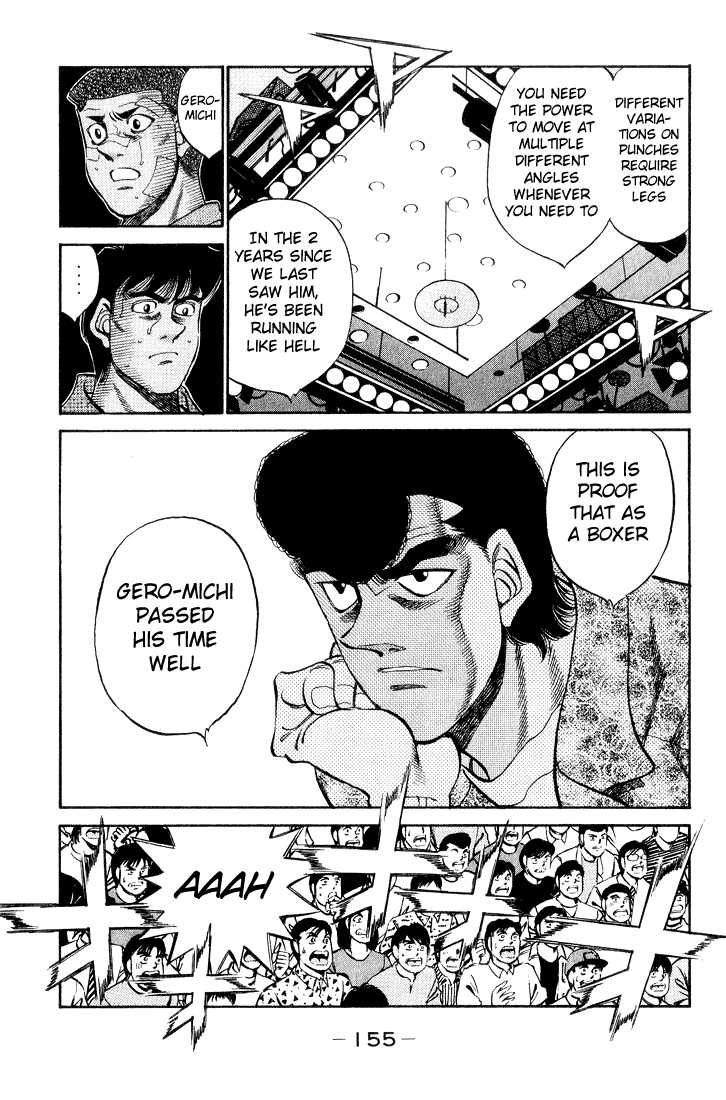 DIFFERENT
VARIA-
TIONS ON
PUNCHES
REQUIRE
STRONG
LEGS
YOU NEED
THE POWER
TO MOVE AT
MULTIPLE
DIFFERENT
ANGLES
WHENEVER
YOU NEED TO
IN THE 2
YEARS SINCE
WE LAST
SAW HIM,
HE'S BEEN
RUNNING
LIKE HELL
GERO-
MICHI
....
THIS IS
PROOF
THAT AS
A BOXER
GERO-MICHI
PASSED
HIS TIME
WELL
AAAH
- 155 -